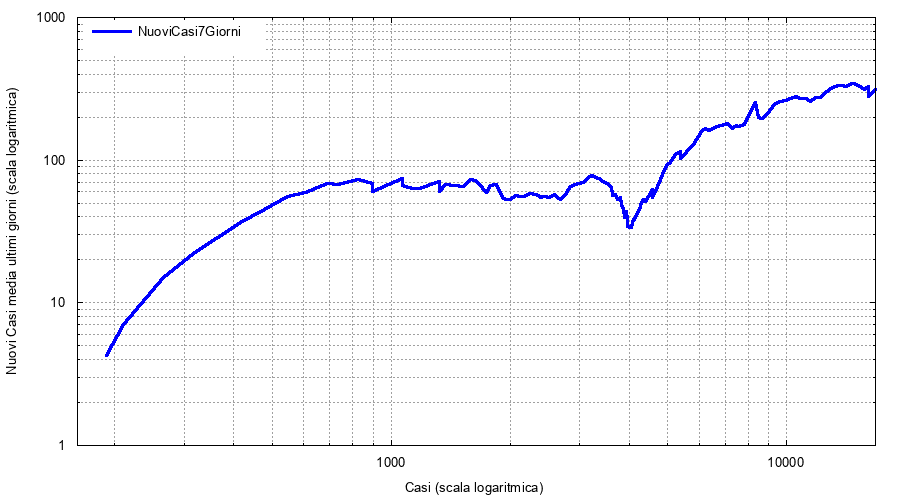 1000
NuoviCasi7Giorni
100
10
1
Nuovi Casi media ultimi giorni (scala logaritmica)
1000
10000
Casi (scala logaritmica)